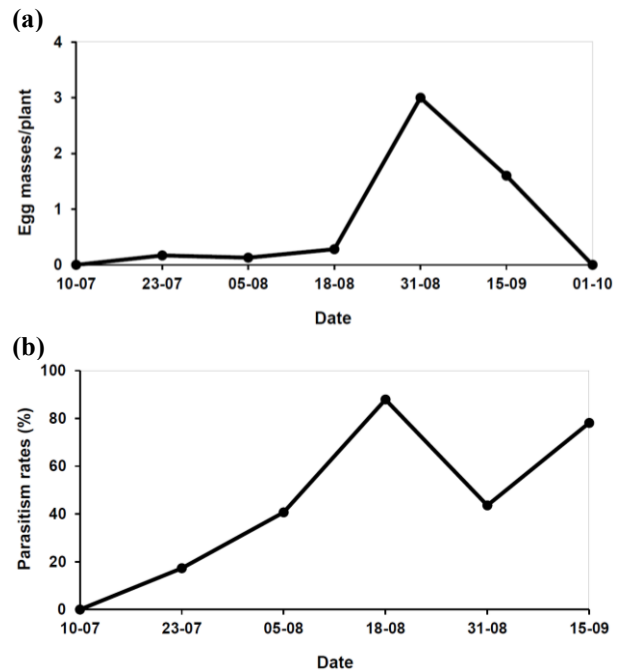 (a)
Egg masses/plant
4
3
2
1
0
10-07 23-07 05-08 18-08 31-08 15-09 01-10
Date
(b)
Parasitism rates (%)
100
80
60
40
20
0
10-07 23-07 05-08 18-08 31-08 15-09
Date